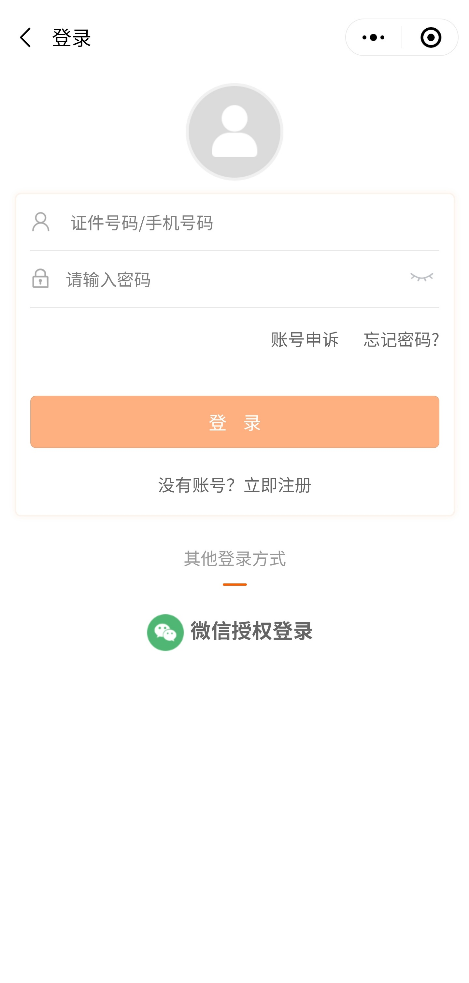 登录
证件号码/手机号码
请输入密码
账号申诉 忘记密码?
登 录
没有账号? 立即注册
其他登录方式
微信授权登录